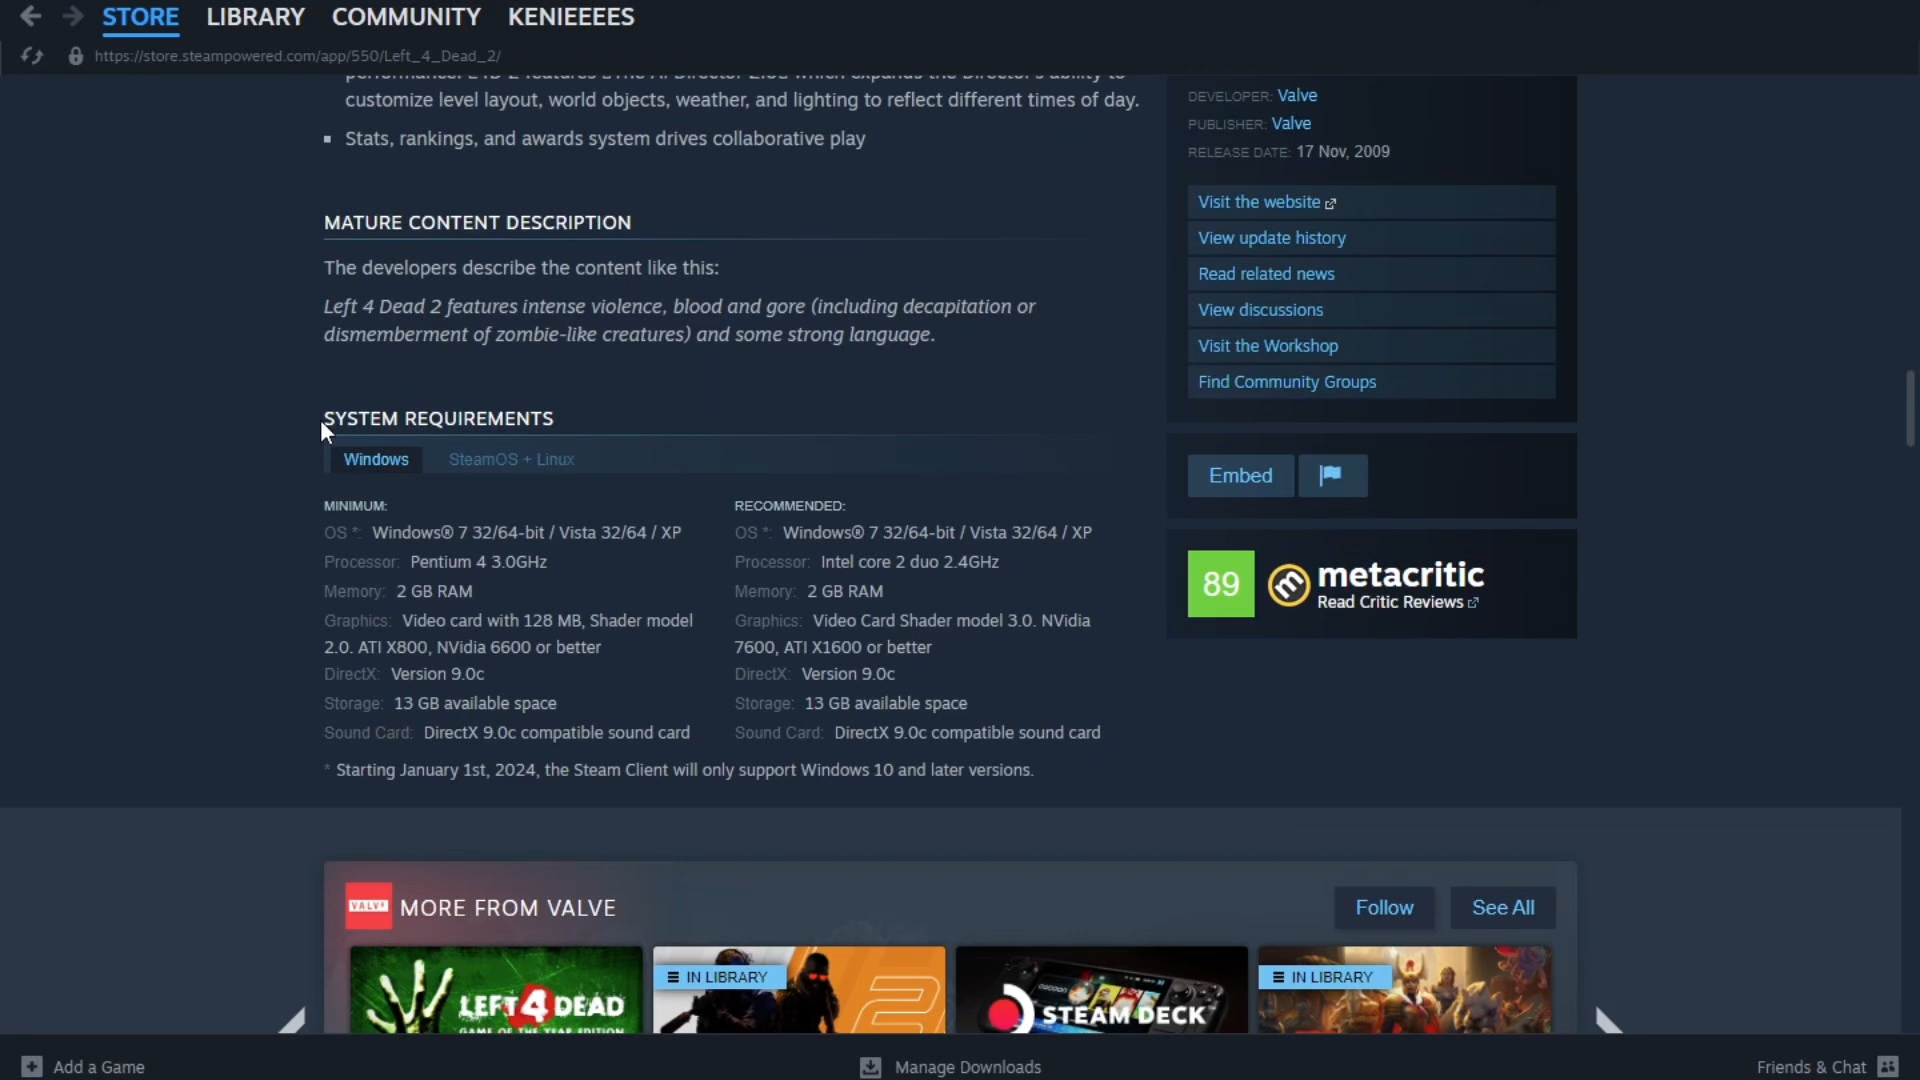 STORE LIBRARY COMMUNITY KENIEEEES
https://store.steampowered.com/app/550/Left_4_Dead_2/
customize level layout, world objects, weather, and lighting to reflect different times of day.
Stats, rankings, and awards system drives collaborative play
MATURE CONTENT DESCRIPTION
The developers describe the content like this:
Left 4 Dead 2 features intense violence, blood and gore (including decapitation or
dismemberment of zombie-like creatures) and some strong language.
SYSTEM REQUIREMENTS
Windows SteamOS + Linux
MINIMUM:
OS *: Windows® 7 32/64-bit / Vista 32/64 / XP
Processor: Pentium 4 3.0GHz
Memory: 2 GB RAM
Graphics: Video card with 128 MB, Shader model
2.0. ATI X800, NVidia 6600 or better
DirectX: Version 9.0c
Storage: 13 GB available space
Sound Card: DirectX 9.0c compatible sound card
RECOMMENDED:
OS *: Windows® 7 32/64-bit / Vista 32/64 / XP
Processor: Intel core 2 duo 2.4GHz
Memory: 2 GB RAM
Graphics: Video Card Shader model 3.0. NVidia
7600, ATI X1600 or better
DirectX: Version 9.0c
Storage: 13 GB available space
Sound Card: DirectX 9.0c compatible sound card
* Starting January 1st, 2024, the Steam Client will only support Windows 10 and later versions.
DEVELOPER: Valve
PUBLISHER: Valve
RELEASE DATE: 17 Nov, 2009
Visit the website
View update history
Read related news
View discussions
Visit the Workshop
Find Community Groups
Embed
89 metacritic
Read Critic Reviews
VALVE MORE FROM VALVE Follow See All
LEFT 4 DEAD
GAME OF THE YEAR EDITION
IN LIBRARY
2
STEAM DECK
IN LIBRARY
Add a Game Manage Downloads Friends & Chat